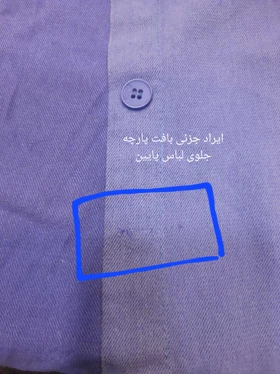 ایراد جزئی بافت پارچه
جلوی لباس پایین